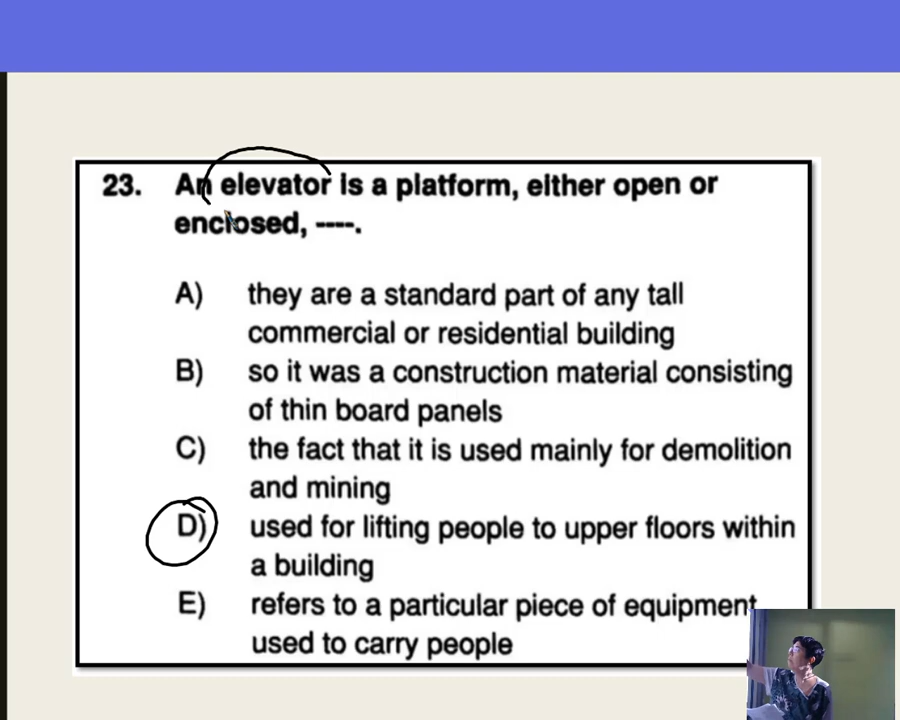 23. An elevator is a platform, either open or
enclosed, ----.
A) they are a standard part of any tall
commercial or residential building
B) so it was a construction material consisting
of thin board panels
C) the fact that it is used mainly for demolition
and mining
D) used for lifting people to upper floors within
a building
E) refers to a particular piece of equipment
used to carry people